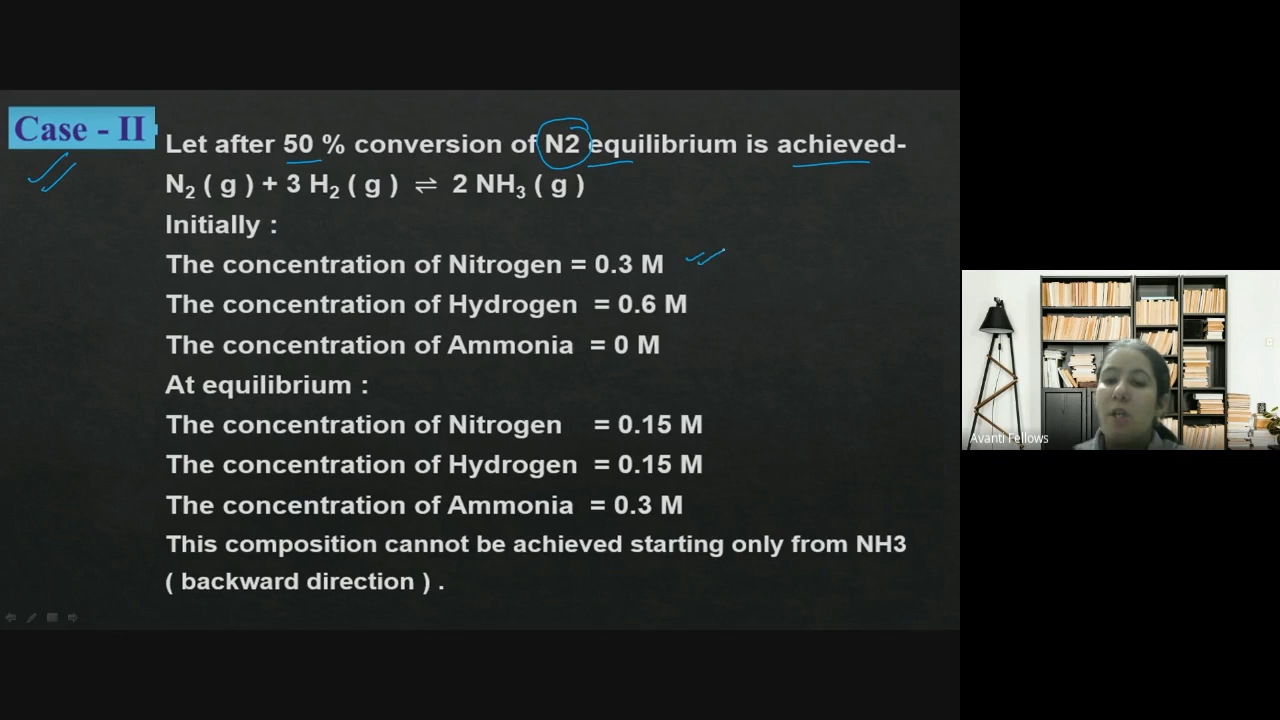 Case - II
Let after 50 % conversion of N2 equilibrium is achieved-
N₂ ( g ) + 3 H₂ ( g ) ⇌ 2 NH₃ ( g )
Initially :
The concentration of Nitrogen = 0.3 M
The concentration of Hydrogen = 0.6 M
The concentration of Ammonia = 0 M
At equilibrium :
The concentration of Nitrogen = 0.15 M
The concentration of Hydrogen = 0.15 M
The concentration of Ammonia = 0.3 M
This composition cannot be achieved starting only from NH3
( backward direction ) .
Avanti Fellows